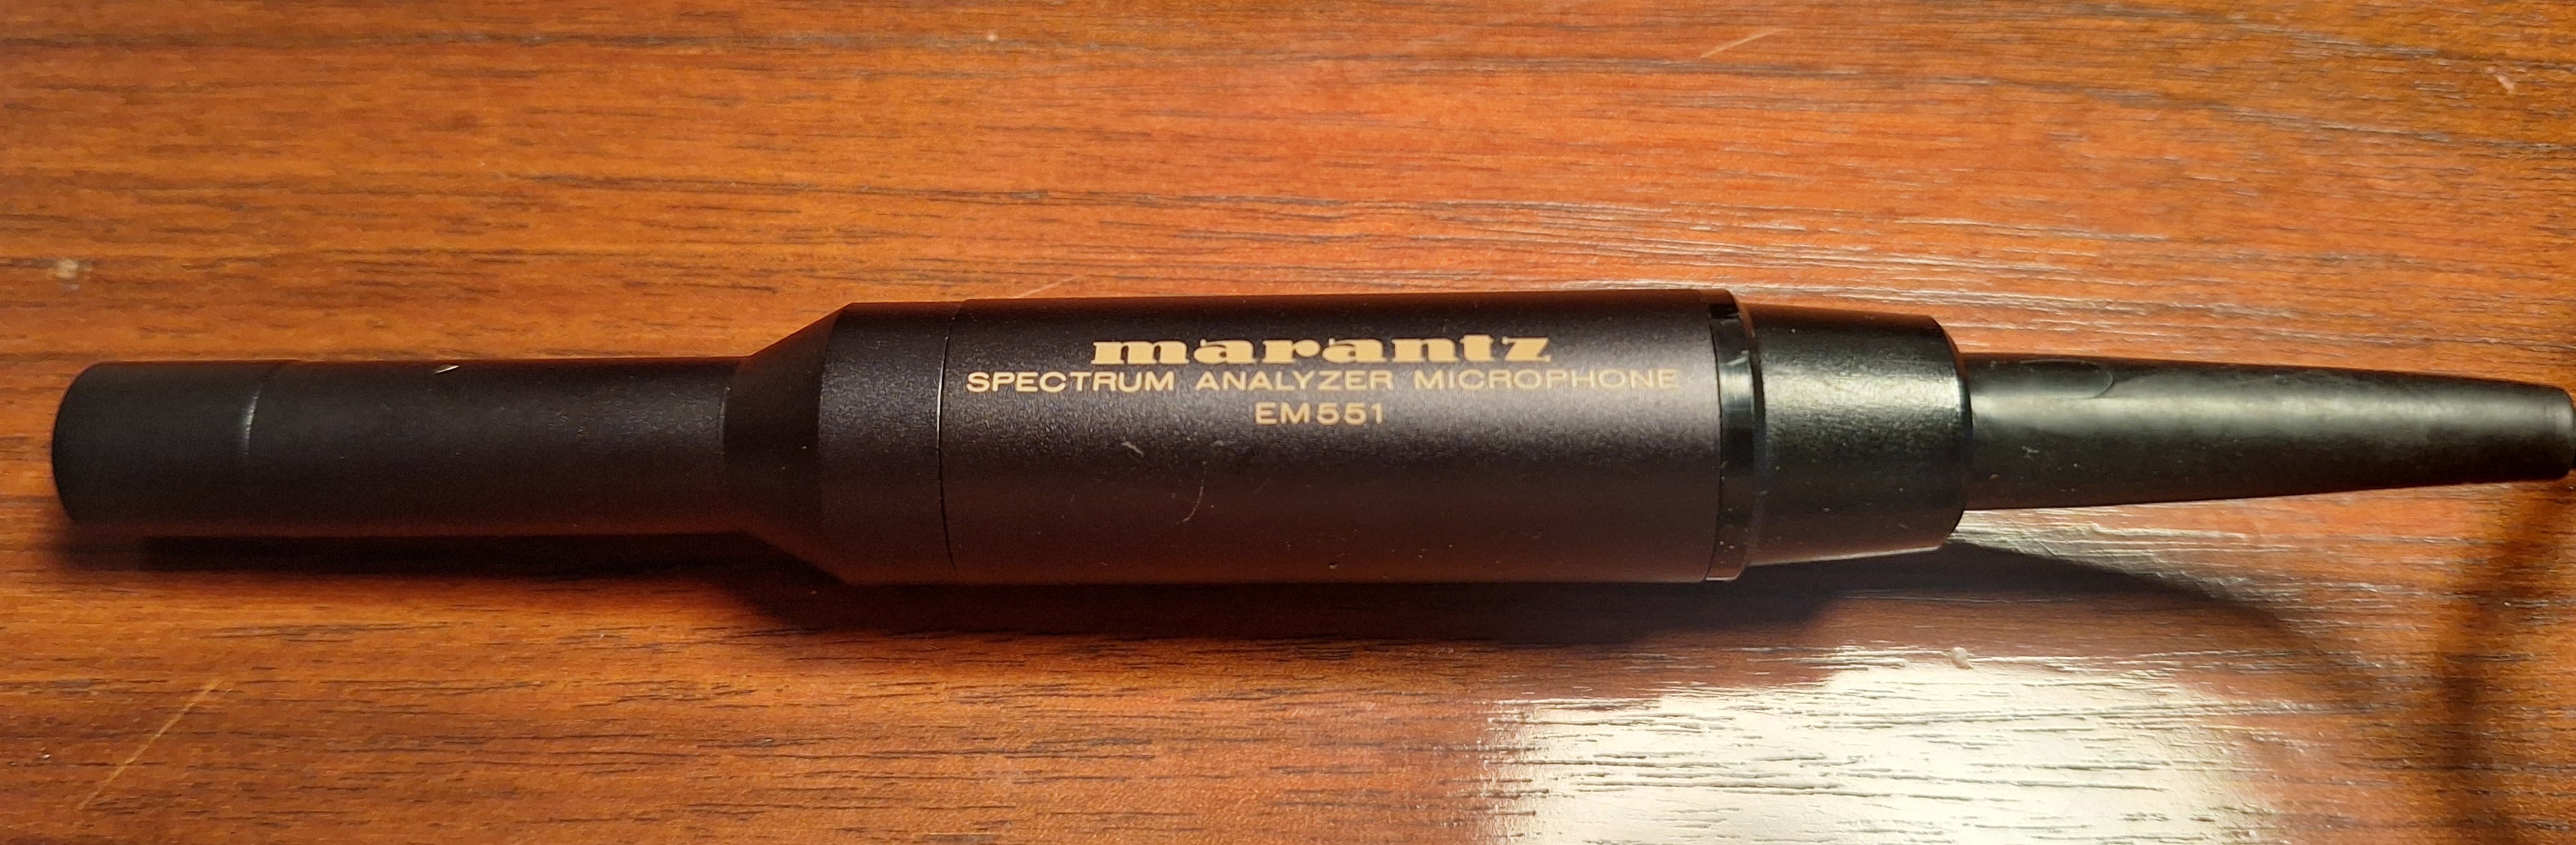 marantz
SPECTRUM ANALYZER MICROPHONE
EM551